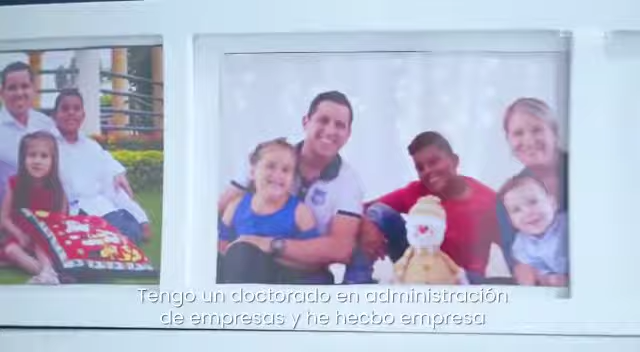 Tengo un doctorado en administración
de empresas y he hecho empresa